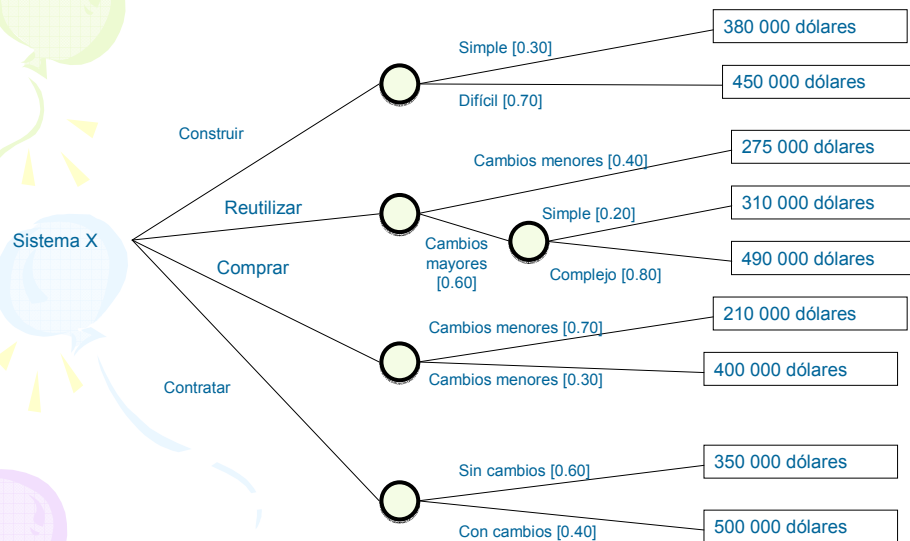 380 000 dólares
Simple [0.30]
450 000 dólares
Difícil [0.70]
Construir
275 000 dólares
Cambios menores [0.40]
310 000 dólares
Reutilizar
Simple [0.20]
Sistema X
Cambios
mayores
[0.60]
490 000 dólares
Comprar
Complejo [0.80]
210 000 dólares
Cambios menores [0.70]
400 000 dólares
Cambios menores [0.30]
Contratar
350 000 dólares
Sin cambios [0.60]
500 000 dólares
Con cambios [0.40]